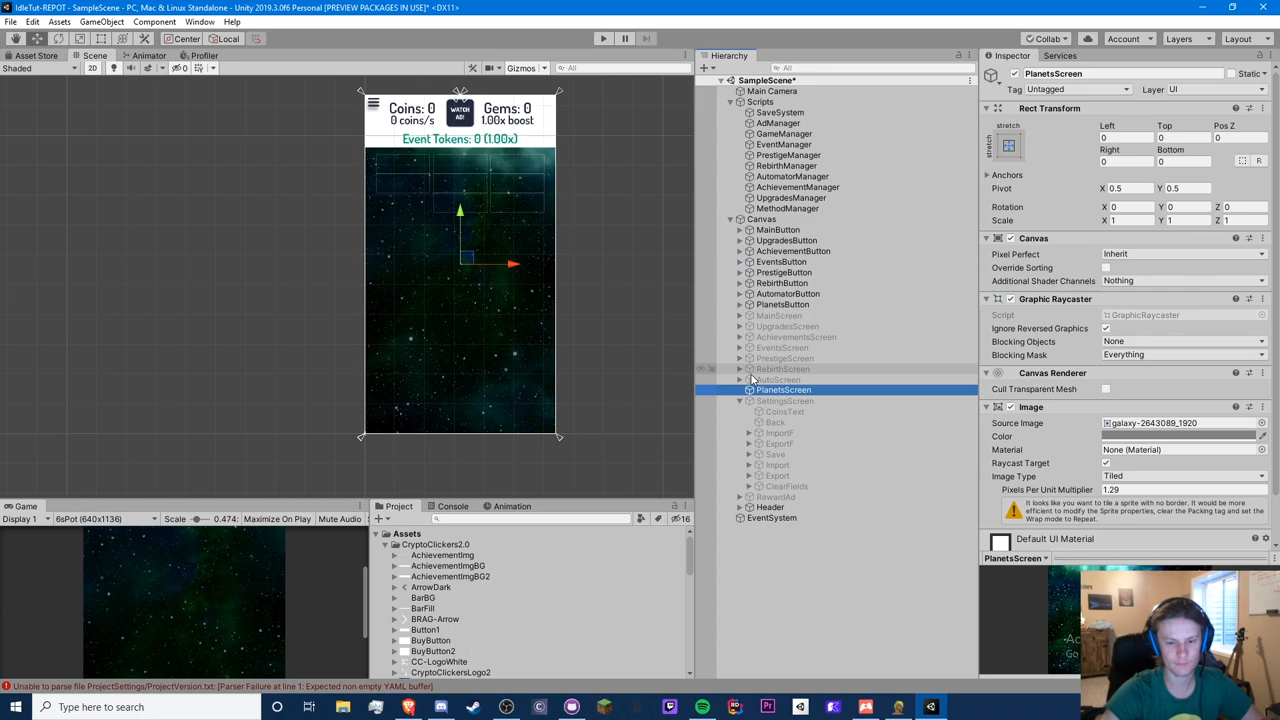 IdleTut-REPOT - SampleScene - PC, Mac & Linux Standalone - Unity 2019.3.0f6 Personal [PREVIEW PACKAGES IN USE]* <DX11>
File Edit Assets GameObject Component Window Help
Center Local Collab Account Layers Layout
Asset Store Scene Animator Profiler
Shaded 2D 0 Gizmos All
Coins: 0
0 coins/s
WATCH
AD!
Gems: 0
1.00x boost
Event Tokens: 0 (1.00x)
Hierarchy
All
SampleScene*
Main Camera
Scripts
SaveSystem
AdManager
GameManager
EventManager
PrestigeManager
RebirthManager
AutomatorManager
AchievementManager
UpgradesManager
MethodManager
Canvas
MainButton
UpgradesButton
AchievementButton
EventsButton
PrestigeButton
RebirthButton
AutomatorButton
PlanetsButton
MainScreen
UpgradesScreen
AchievementsScreen
EventsScreen
PrestigeScreen
RebirthScreen
AutoScreen
PlanetsScreen
SettingsScreen
CoinsText
Back
ImportF
ExportF
Save
Import
Export
ClearFields
RewardAd
Header
EventSystem
Inspector Services
PlanetsScreen Static
Tag Untagged Layer UI
Rect Transform
stretch
stretch
Left Top Pos Z
0 0 0
Right Bottom
0 0 R
Anchors
Pivot X 0.5 Y 0.5
Rotation X 0 Y 0 Z 0
Scale X 1 Y 1 Z 1
Canvas
Pixel Perfect Inherit
Override Sorting
Additional Shader Channels Nothing
Graphic Raycaster
Script GraphicRaycaster
Ignore Reversed Graphics
Blocking Objects None
Blocking Mask Everything
Canvas Renderer
Cull Transparent Mesh
Image
Source Image galaxy-2643089_1920
Color
Material None (Material)
Raycast Target
Image Type Tiled
Pixels Per Unit Multiplier 1.29
It looks like you want to tile a sprite with no border. It would be
more efficient to modify the Sprite properties, clear the Packing tag and set the
Wrap mode to Repeat.
Default UI Material
PlanetsScreen
Game
Display 1 6sPot (640x1136) Scale 0.474: Maximize On Play Mute Audio
Project Console Animation
16
Assets
CryptoClickers2.0
AchievementImg
AchievementImgBG
AchievementImgBG2
ArrowDark
BarBG
BarFill
BRAG-Arrow
Button1
BuyButton
BuyButton2
CC-LogoWhite
CryptoClickersLogo2
Unable to parse file ProjectSettings/ProjectVersion.txt: [Parser Failure at line 1: Expected non empty YAML buffer]
Type here to search